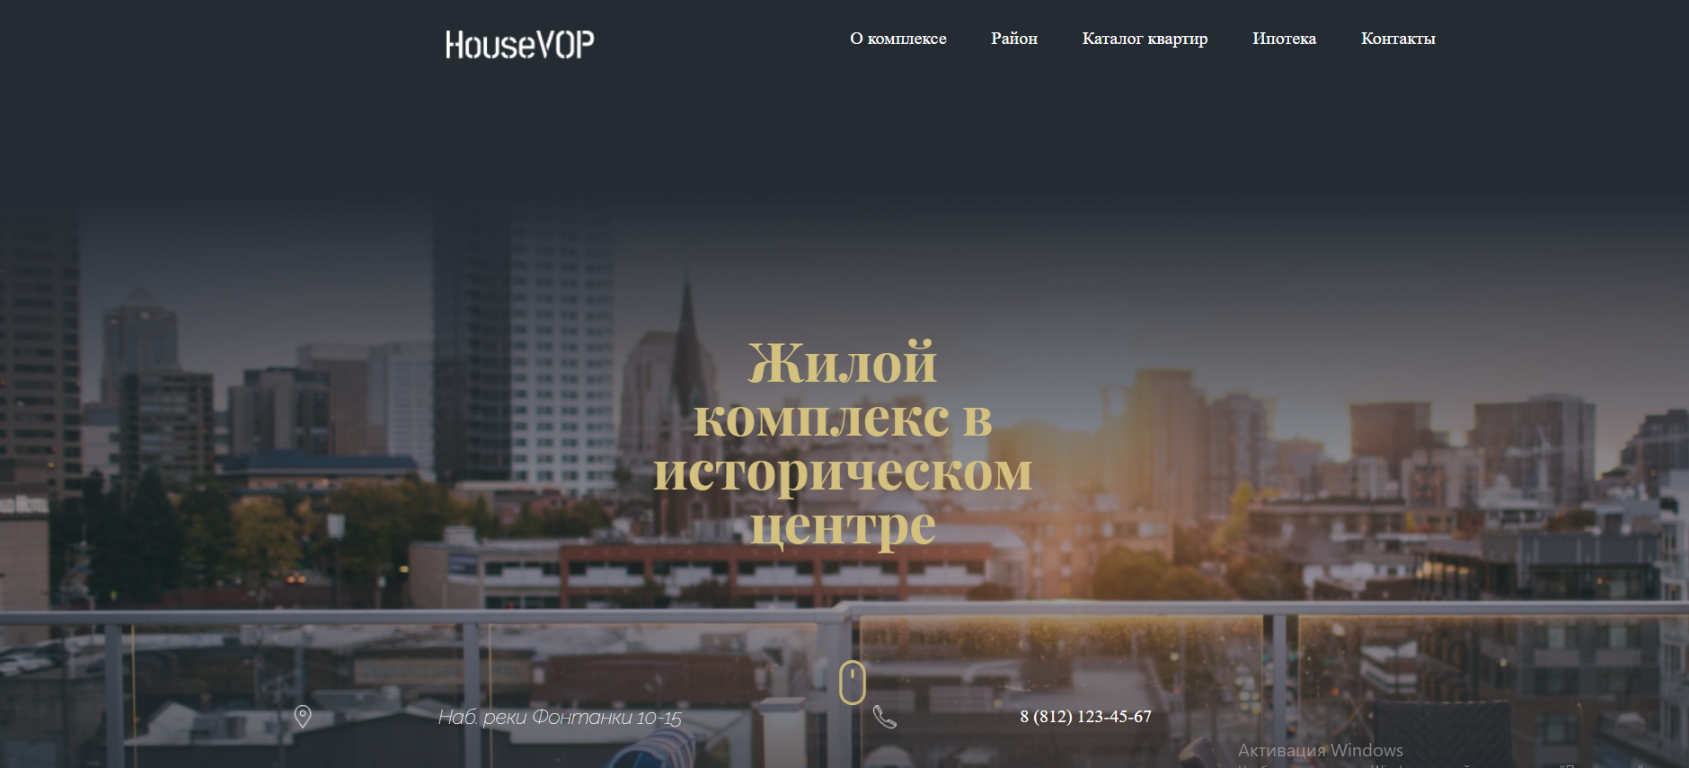 HouseVOP
О комплексе Район Каталог квартир Ипотека Контакты
Жилой
комплекс в
историческом
центре
Наб. реки Фонтанки 10-15
8 (812) 123-45-67
Активация Windows